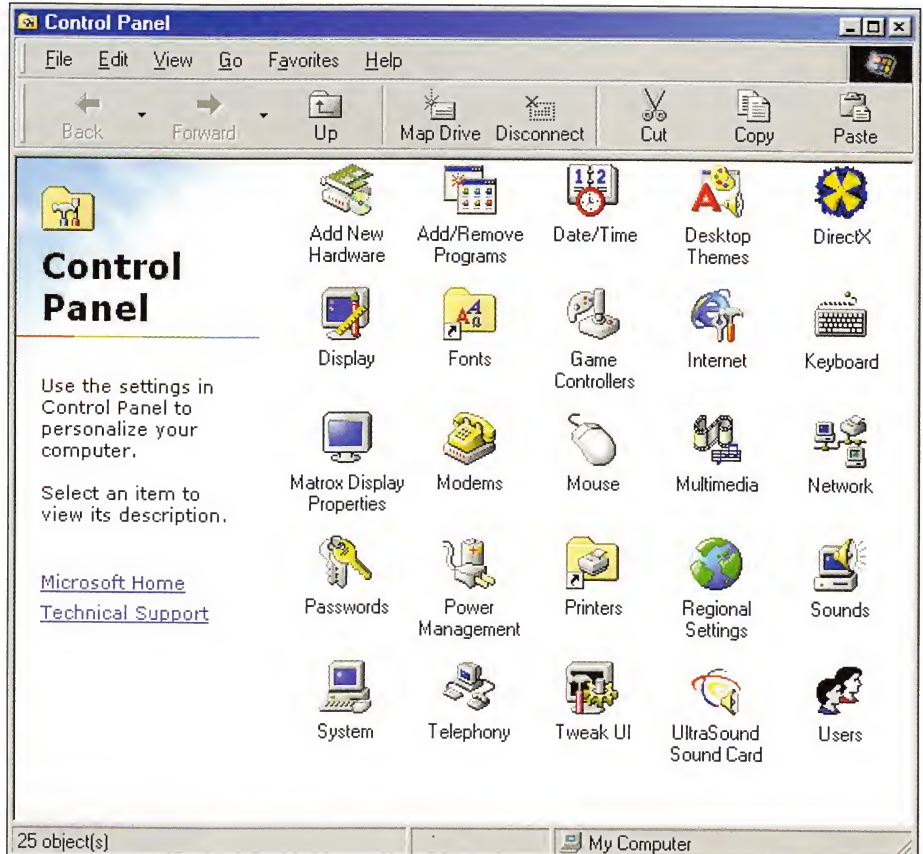 Control Panel
File Edit View Go Favorites Help
Back Forward Up Map Drive Disconnect Cut Copy Paste
Control
Panel
Use the settings in
Control Panel to
personalize your
computer.
Select an item to
view its description.
Microsoft Home
Technical Support
Add New
Hardware
Add/Remove
Programs
Date/Time
Desktop
Themes
DirectX
Display
Fonts
Game
Controllers
Internet
Keyboard
Matrox Display
Properties
Modems
Mouse
Multimedia
Network
Passwords
Power
Management
Printers
Regional
Settings
Sounds
System
Telephony
Tweak UI
UltraSound
Sound Card
Users
25 object(s)
My Computer